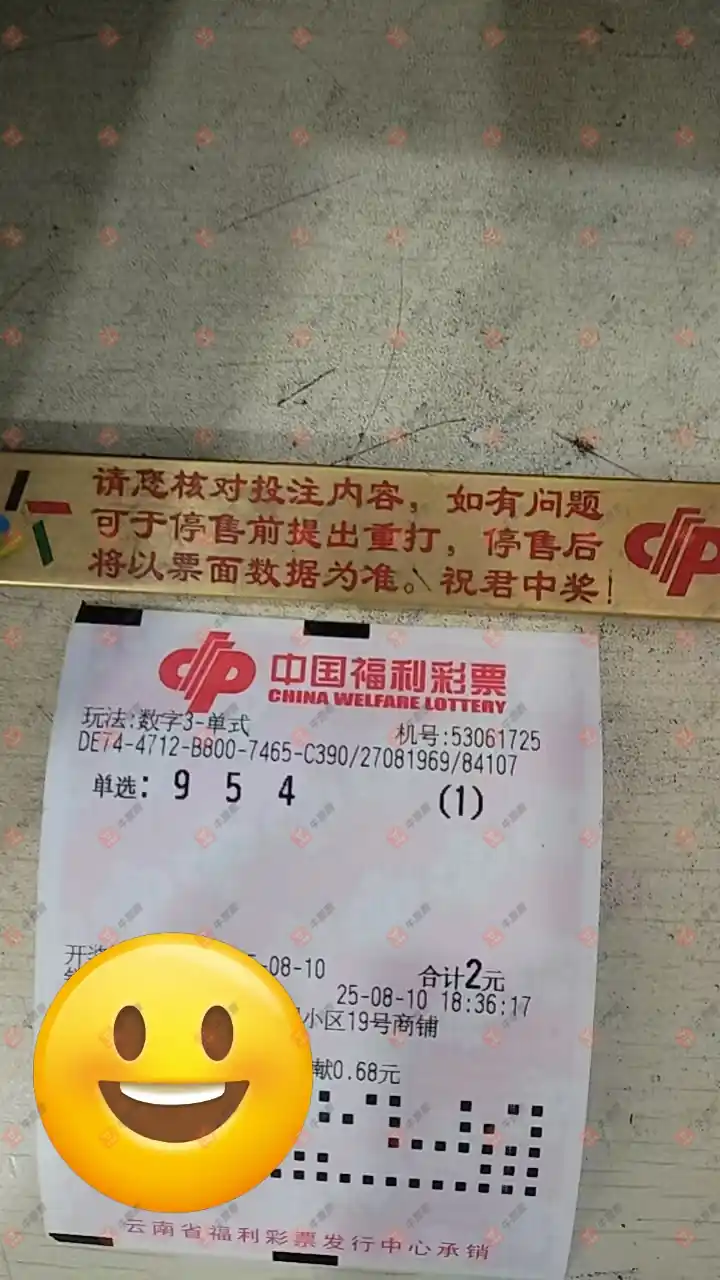 请您核对投注内容，如有问题
可于停售前提出重打，停售后
将以票面数据为准。祝君中奖！
中国福利彩票
CHINA WELFARE LOTTERY
玩法:数字3-单式 机号:53061725
DE74-4712-B800-7465-C390/27081969/84107
单选: 9 5 4 (1)
开 -08-10 合计2元
25-08-10 18:36:17
小区19号商铺
献0.68元
云南省福利彩票发行中心承销